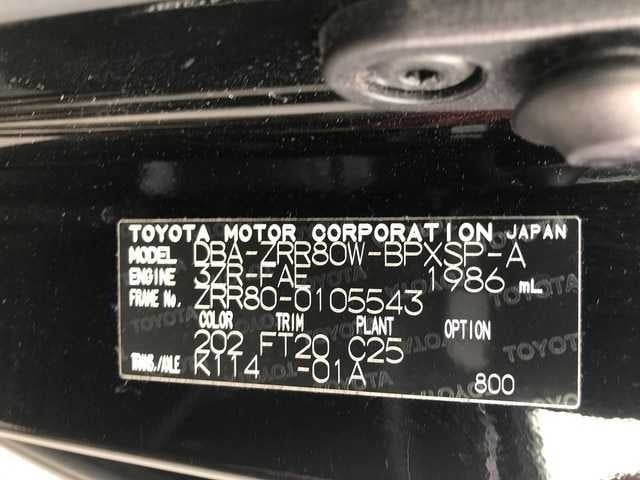 TOYOTA MOTOR CORPORATION JAPAN
MODEL DBA-ZRR80W-BPXSP-A
ENGINE 3ZR-FAE 1986 mL
FRAME No. ZRR80-0105543
COLOR TRIM PLANT OPTION
202 FT20 C25
TRANS./AXLE K114 -01A
800